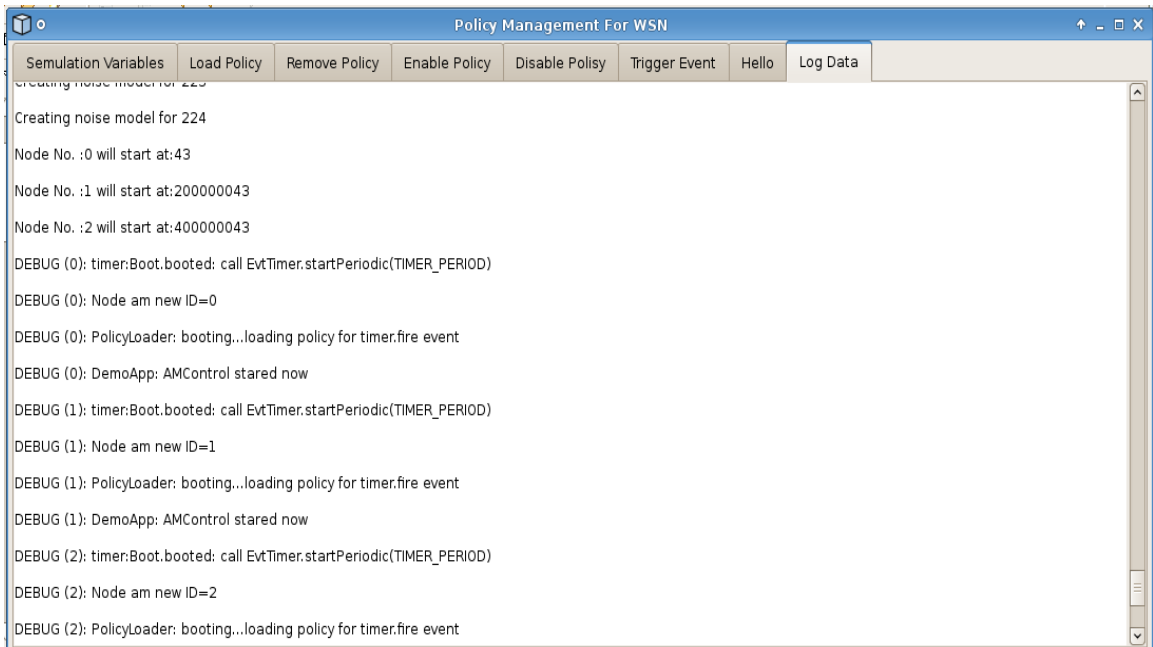 Policy Management For WSN
Semulation Variables Load Policy Remove Policy Enable Policy Disable Polisy Trigger Event Hello Log Data
Creating noise model for 223
Creating noise model for 224
Node No. :0 will start at:43
Node No. :1 will start at:200000043
Node No. :2 will start at:400000043
DEBUG (0): timer:Boot.booted: call EvtTimer.startPeriodic(TIMER_PERIOD)
DEBUG (0): Node am new ID=0
DEBUG (0): PolicyLoader: booting...loading policy for timer.fire event
DEBUG (0): DemoApp: AMControl stared now
DEBUG (1): timer:Boot.booted: call EvtTimer.startPeriodic(TIMER_PERIOD)
DEBUG (1): Node am new ID=1
DEBUG (1): PolicyLoader: booting...loading policy for timer.fire event
DEBUG (1): DemoApp: AMControl stared now
DEBUG (2): timer:Boot.booted: call EvtTimer.startPeriodic(TIMER_PERIOD)
DEBUG (2): Node am new ID=2
DEBUG (2): PolicyLoader: booting...loading policy for timer.fire event